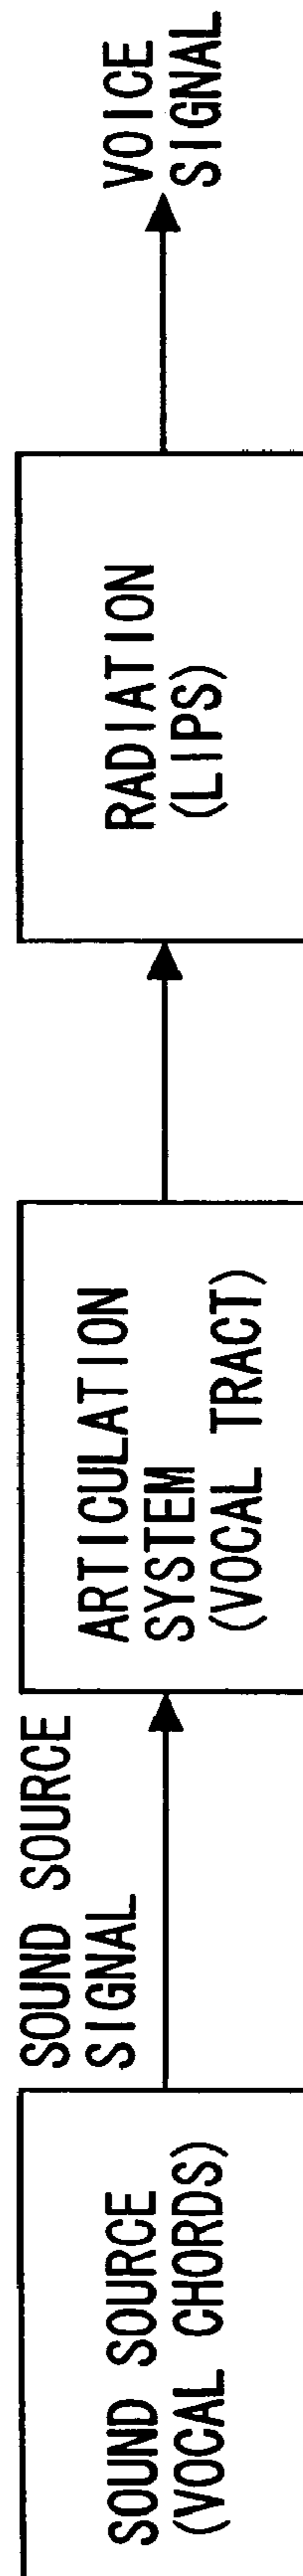 SOUND SOURCE
(VOCAL CHORDS)
SOUND SOURCE
SIGNAL
ARTICULATION
SYSTEM
(VOCAL TRACT)
RADIATION
(LIPS)
VOICE
SIGNAL